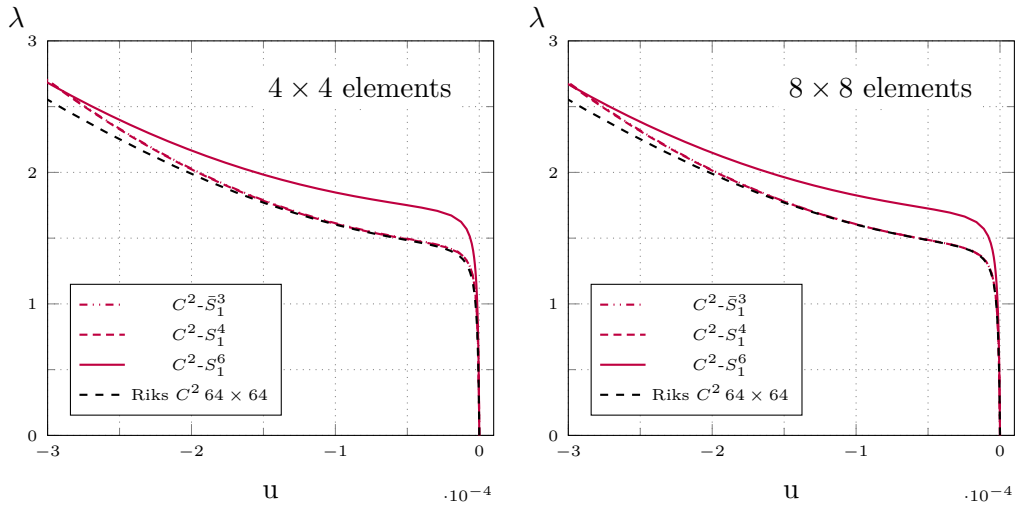 λ
3
2
1
0
4 × 4 elements
C²-S̄₁³
C²-S₁⁴
C²-S₁⁶
Riks C² 64 × 64
−3
−2
−1
0
u
·10⁻⁴
λ
3
2
1
0
8 × 8 elements
C²-S̄₁³
C²-S₁⁴
C²-S₁⁶
Riks C² 64 × 64
−3
−2
−1
0
u
·10⁻⁴